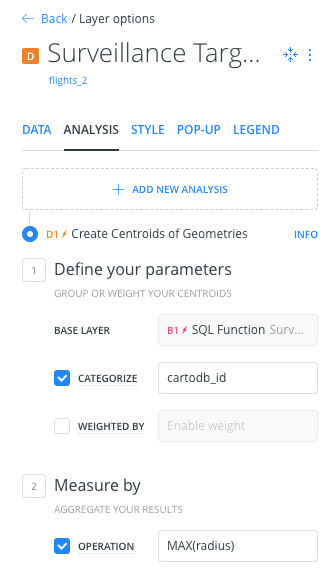 ← Back / Layer options
D Surveillance Targ...
flights_2
DATA ANALYSIS STYLE POP-UP LEGEND
+ ADD NEW ANALYSIS
D1 Create Centroids of Geometries INFO
1 Define your parameters
GROUP OR WEIGHT YOUR CENTROIDS
BASE LAYER B1 SQL Function Surv...
CATEGORIZE cartodb_id
WEIGHTED BY Enable weight
2 Measure by
AGGREGATE YOUR RESULTS
OPERATION MAX(radius)